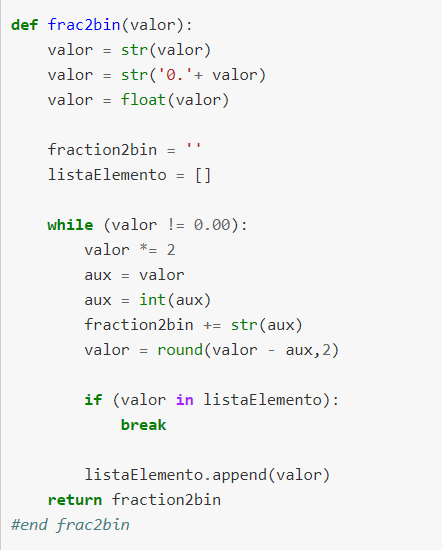 def frac2bin(valor):
    valor = str(valor)
    valor = str('0.'+ valor)
    valor = float(valor)

    fraction2bin = ''
    listaElemento = []

    while (valor != 0.00):
        valor *= 2
        aux = valor
        aux = int(aux)
        fraction2bin += str(aux)
        valor = round(valor - aux,2)

        if (valor in listaElemento):
            break

        listaElemento.append(valor)
    return fraction2bin
#end frac2bin